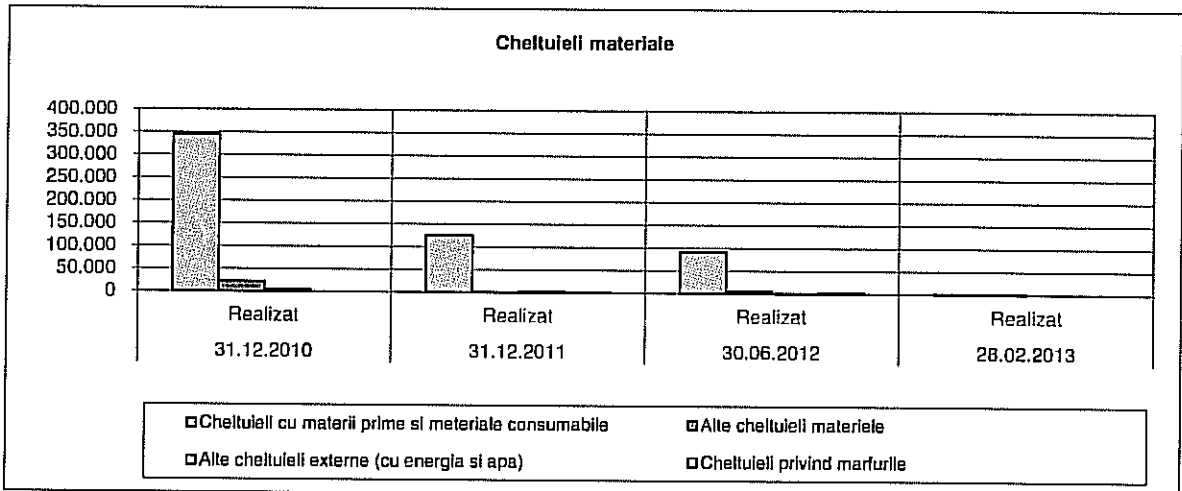 Cheltuieli materiale
400.000
350.000
300.000
250.000
200.000
150.000
100.000
50.000
0
Realizat Realizat Realizat Realizat
31.12.2010 31.12.2011 30.06.2012 28.02.2013
Cheltuieli cu materii prime si meteriale consumabile Alte cheltuieli materiele
Alte cheltuieli externe (cu energia si apa) Cheltuieli privind marfurile